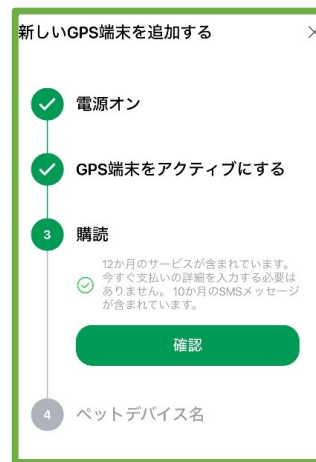 新しいGPS端末を追加する
電源オン
GPS端末をアクティブにする
3 購読
12か月のサービスが含まれています。
今すぐ支払いの詳細を入力する必要は
ありません。 10か月のSMSメッセージ
が含まれています。
確認
4 ペットデバイス名